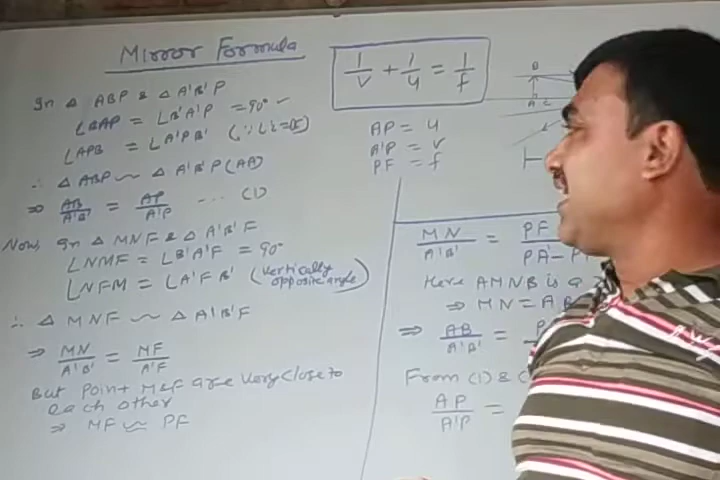 Mirror Formula
In △ ABP & △ A'B'P
∠BAP = ∠B'A'P = 90°
∠APB = ∠A'PB' (∵ ∠i = ∠r)
∴ △ ABP ∼ △ A'B'P (AA)
⇒ AB/A'B' = AP/A'P ... (1)
Now, In △ MNF & △ A'B'F
∠NMF = ∠B'A'F = 90°
∠NFM = ∠A'FB' (Vertically opposite angle)
∴ △ MNF ∼ △ A'B'F
⇒ MN/A'B' = MF/A'F
But Point M&F are very close to
each other
⇒ MF ≃ PF
1/v + 1/u = 1/f
AP = u
A'P = v
PF = f
B
A C
MN/A'B' = PF/PA'-P
Here AMNB is a
⇒ MN = AB
⇒ AB/A'B' = P
From (1) & (
AP/A'P =